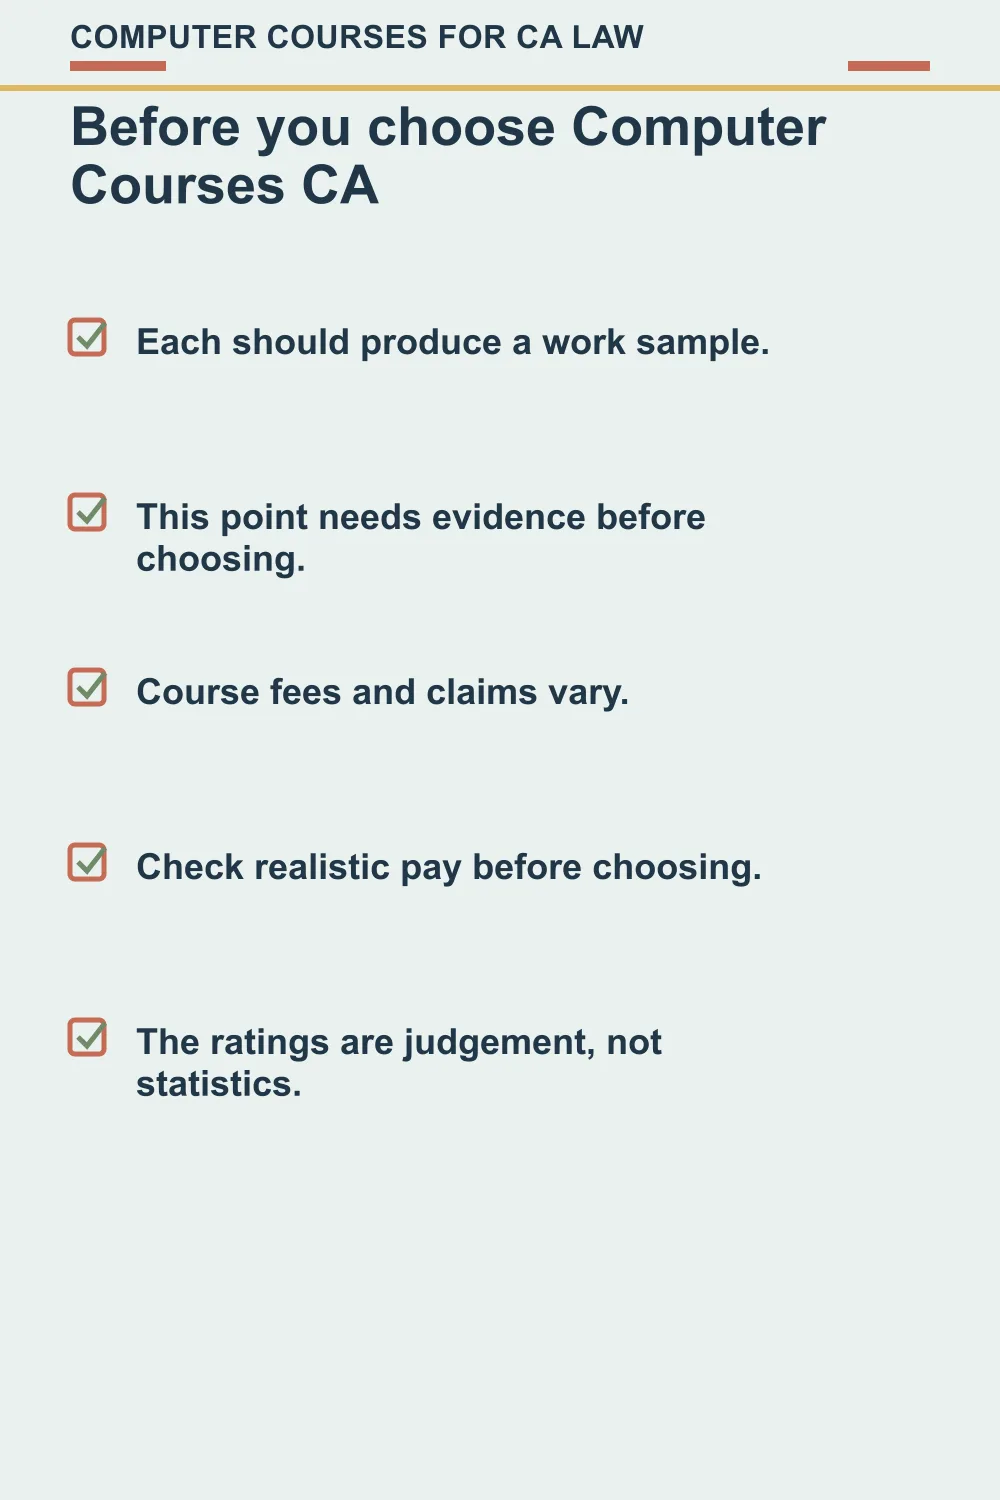 COMPUTER COURSES FOR CA LAW
Before you choose Computer
Courses CA
Each should produce a work sample.
This point needs evidence before
choosing.
Course fees and claims vary.
Check realistic pay before choosing.
The ratings are judgement, not
statistics.